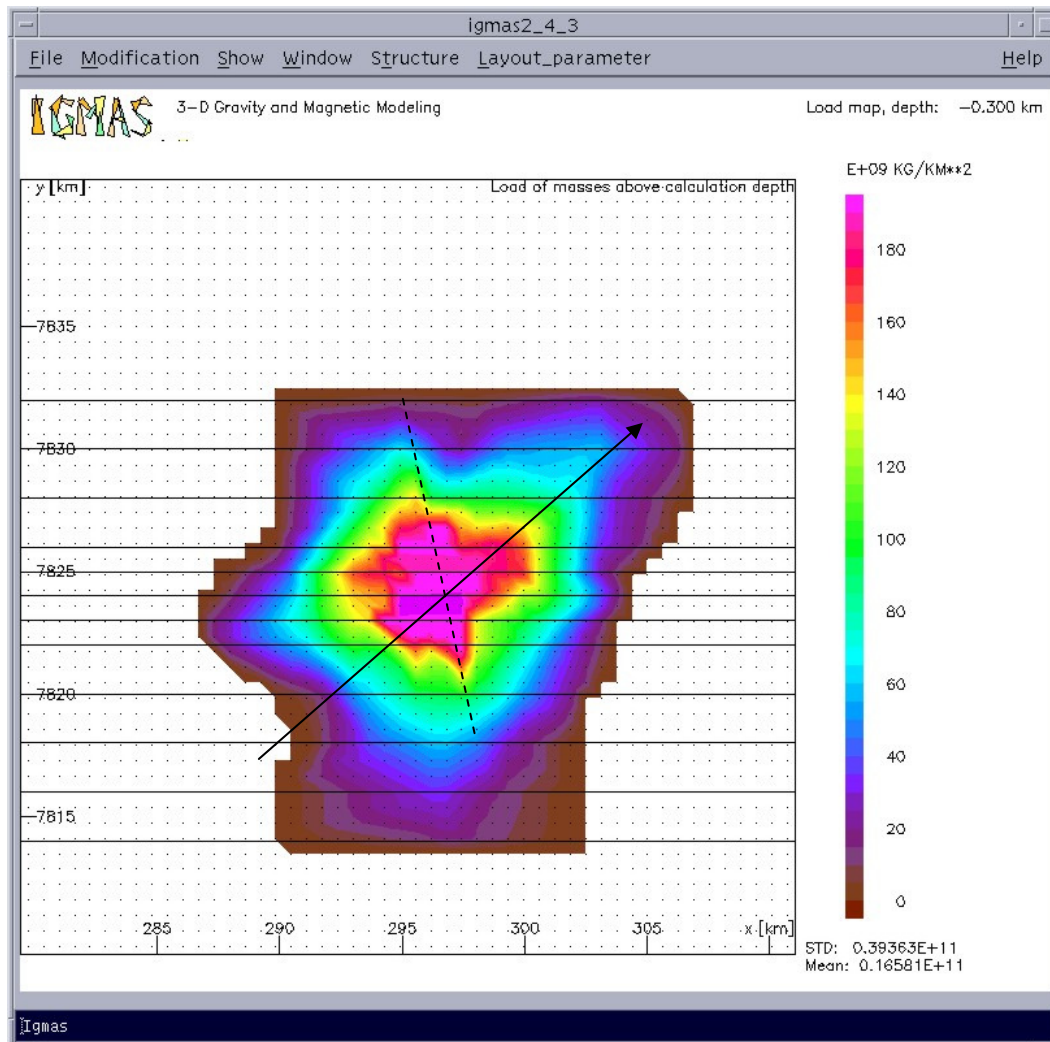 igmas2_4_3
File Modification Show Window Structure Layout_parameter Help
IGMAS 3-D Gravity and Magnetic Modeling
Load map, depth: -0.300 km
E+09 KG/KM**2
y [km]
Load of masses above calculation depth
180
160
140
120
100
80
60
40
20
0
7835
7830
7825
7820
7815
285 290 295 300 305 x [km]
STD: 0.39363E+11
Mean: 0.16581E+11
Igmas